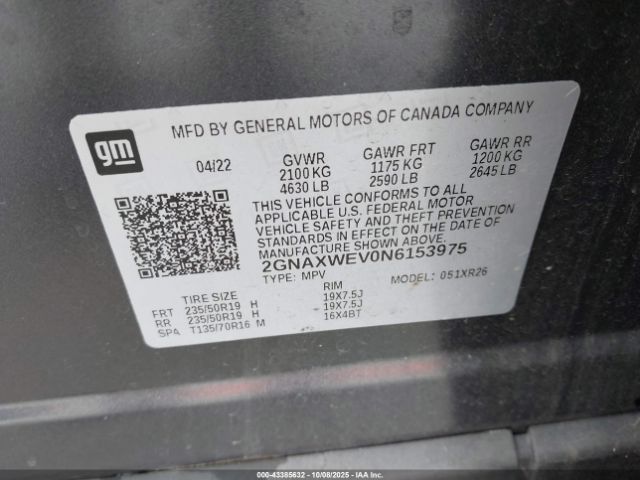 gm
MFD BY GENERAL MOTORS OF CANADA COMPANY
04/22 GVWR GAWR FRT GAWR RR
2100 KG 1175 KG 1200 KG
4630 LB 2590 LB 2645 LB
THIS VEHICLE CONFORMS TO ALL
APPLICABLE U.S. FEDERAL MOTOR
VEHICLE SAFETY AND THEFT PREVENTION
STANDARDS IN EFFECT ON THE DATE OF
MANUFACTURE SHOWN ABOVE.
2GNAXWEV0N6153975
TYPE: MPV MODEL: 051XR26
TIRE SIZE RIM
FRT 235/50R19 H 19X7.5J
RR 235/50R19 H 19X7.5J
SPA T135/70R16 M 16X4BT
000-43385632 10/08/2025 IAAI.COM